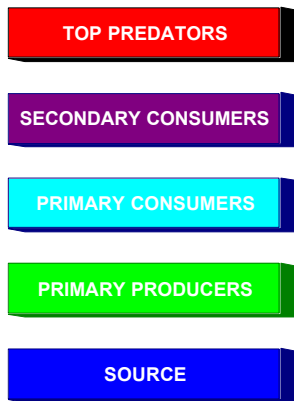 TOP PREDATORS
SECONDARY CONSUMERS
PRIMARY CONSUMERS
PRIMARY PRODUCERS
SOURCE